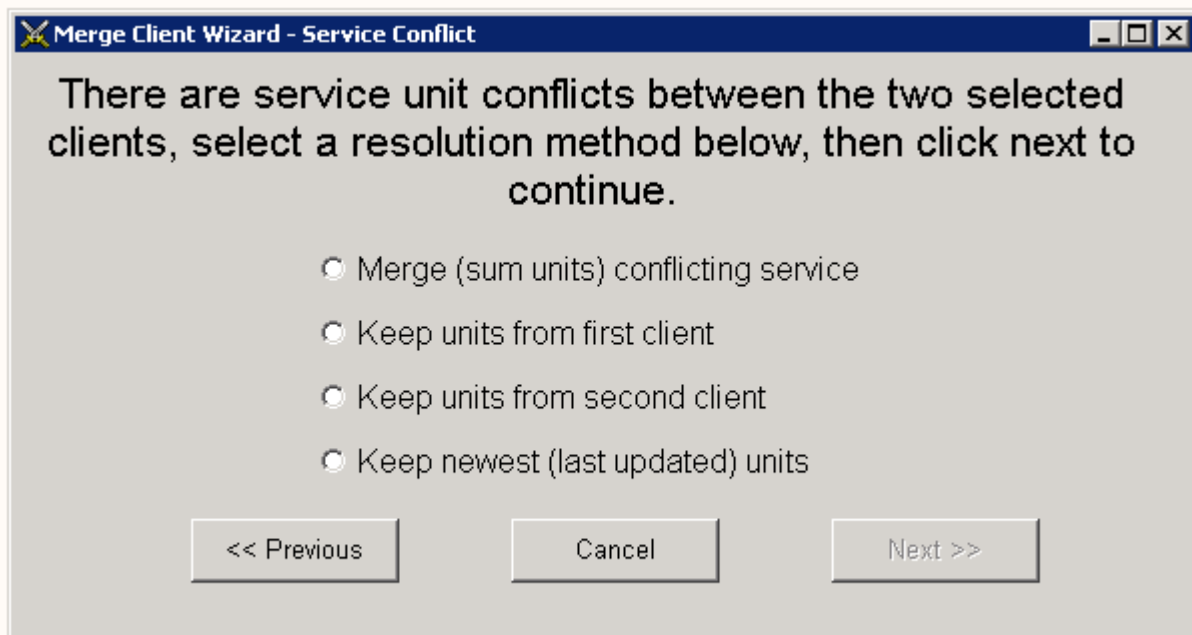 Merge Client Wizard - Service Conflict
There are service unit conflicts between the two selected
clients, select a resolution method below, then click next to
continue.
Merge (sum units) conflicting service
Keep units from first client
Keep units from second client
Keep newest (last updated) units
<< Previous Cancel Next >>